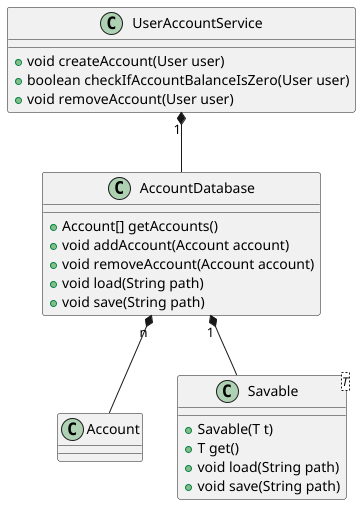 C UserAccountService
void createAccount(User user)
boolean checkIfAccountBalanceIsZero(User user)
void removeAccount(User user)
1
C AccountDatabase
Account[] getAccounts()
void addAccount(Account account)
void removeAccount(Account account)
void load(String path)
void save(String path)
n
1
C Account
C Savable
T
Savable(T t)
T get()
void load(String path)
void save(String path)